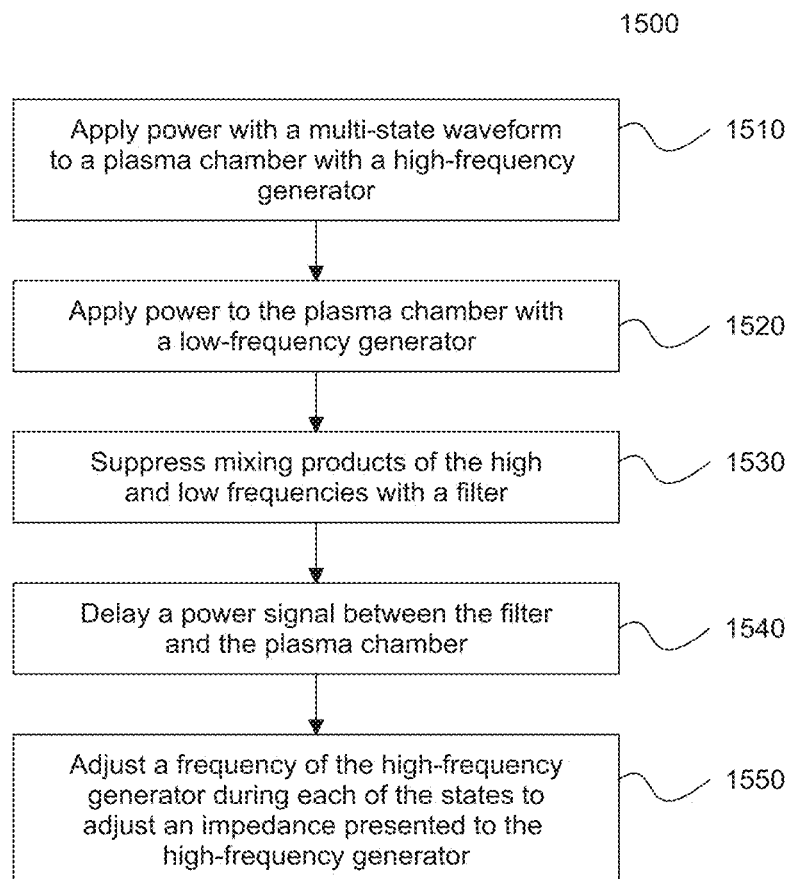 1500
Apply power with a multi-state waveform
to a plasma chamber with a high-frequency
generator
1510
Apply power to the plasma chamber with
a low-frequency generator
1520
Suppress mixing products of the high
and low frequencies with a filter
1530
Delay a power signal between the filter
and the plasma chamber
1540
Adjust a frequency of the high-frequency
generator during each of the states to
adjust an impedance presented to the
high-frequency generator
1550